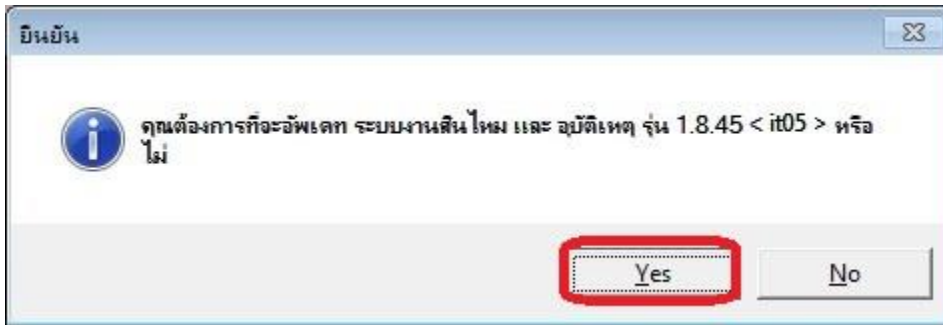 ยืนยัน
คุณต้องการที่จะอัพเดท ระบบงานสินไหม และ อุบัติเหตุ รุ่น 1.8.45 < it05 > หรือ
ไม่
Yes
No